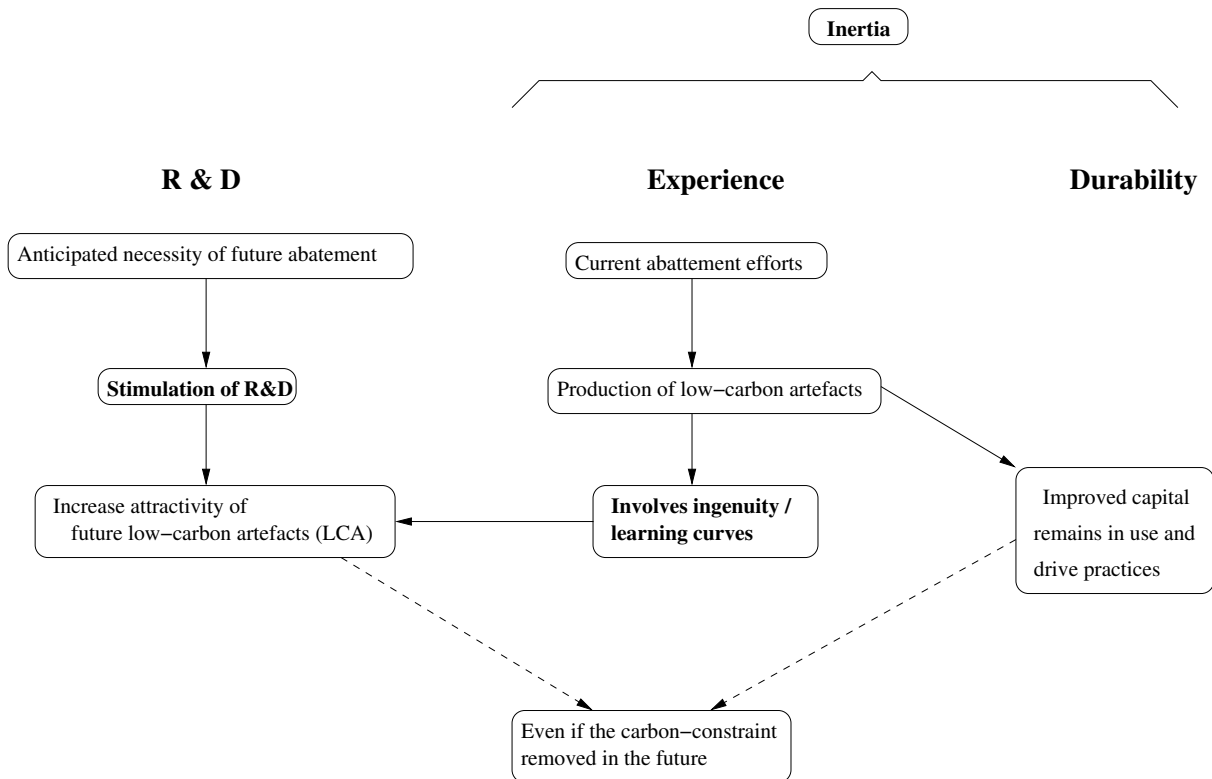 Inertia
R & D
Experience
Durability
Anticipated necessity of future abatement
Current abattement efforts
Stimulation of R&D
Production of low−carbon artefacts
Increase attractivity of
future low−carbon artefacts (LCA)
Involves ingenuity /
learning curves
Improved capital
remains in use and
drive practices
Even if the carbon−constraint
removed in the future